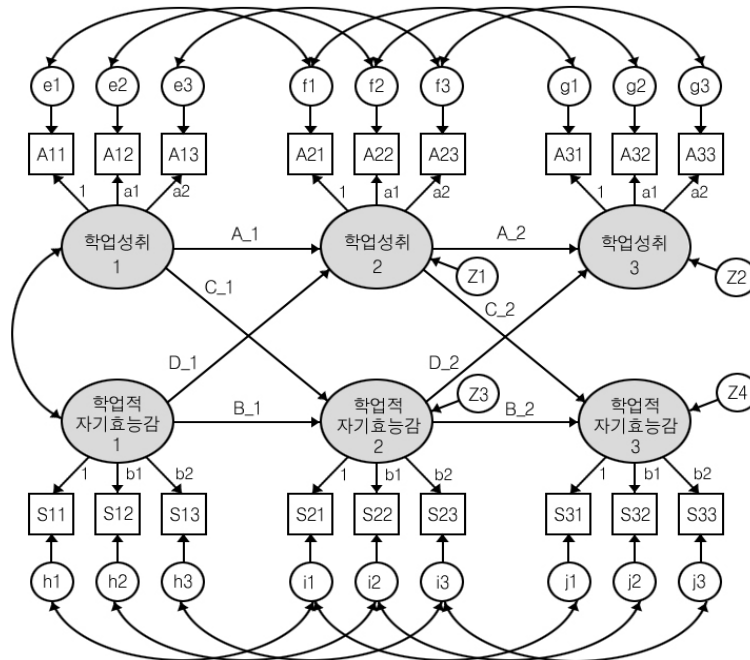 e1 e2 e3 f1 f2 f3 g1 g2 g3
A11 A12 A13 A21 A22 A23 A31 A32 A33
1 a1 a2 1 a1 a2 1 a1 a2
학업성취 A_1 학업성취 A_2 학업성취
1 2 3
Z1 Z2
C_1 C_2
D_1 D_2
Z3 Z4
학업적 학업적 학업적
자기효능감 B_1 자기효능감 B_2 자기효능감
1 2 3
1 b1 b2 1 b1 b2 1 b1 b2
S11 S12 S13 S21 S22 S23 S31 S32 S33
h1 h2 h3 i1 i2 i3 j1 j2 j3